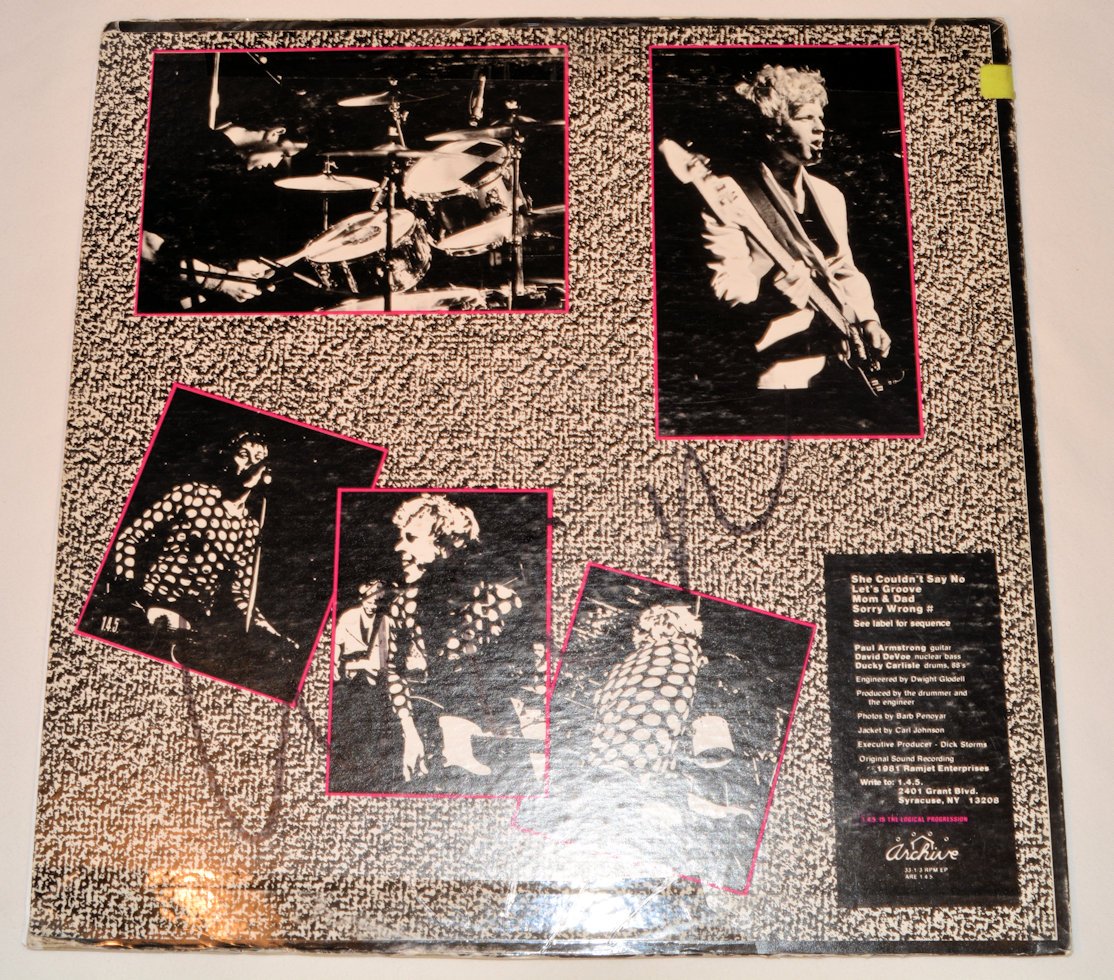 1.4.5.
She Couldn't Say No
Let's Groove
Mom & Dad
Sorry Wrong #
See label for sequence
Paul Armstrong guitar
David DeVoe nuclear bass
Ducky Carlisle drums, 88's
Engineered by Dwight Glodell
Produced by the drummer and
the engineer
Photos by Barb Penoyar
Jacket by Carl Johnson
Executive Producer - Dick Storms
Original Sound Recording
1981 Ramjet Enterprises
Write to: 1.4.5.
2401 Grant Blvd.
Syracuse, NY 13208
1.4.5. IS THE LOGICAL PROGRESSION
archive
33-1/3 RPM EP
ARE 1 4 5